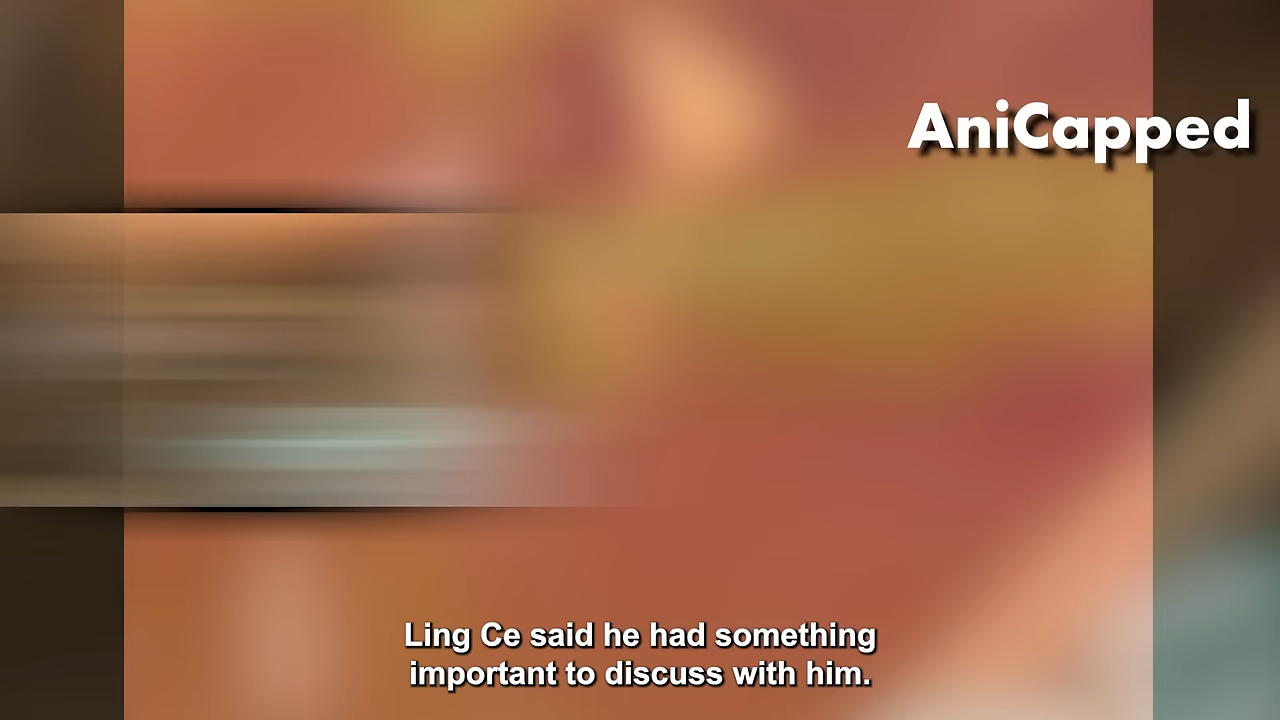 AniCapped
Ling Ce said he had something
important to discuss with him.